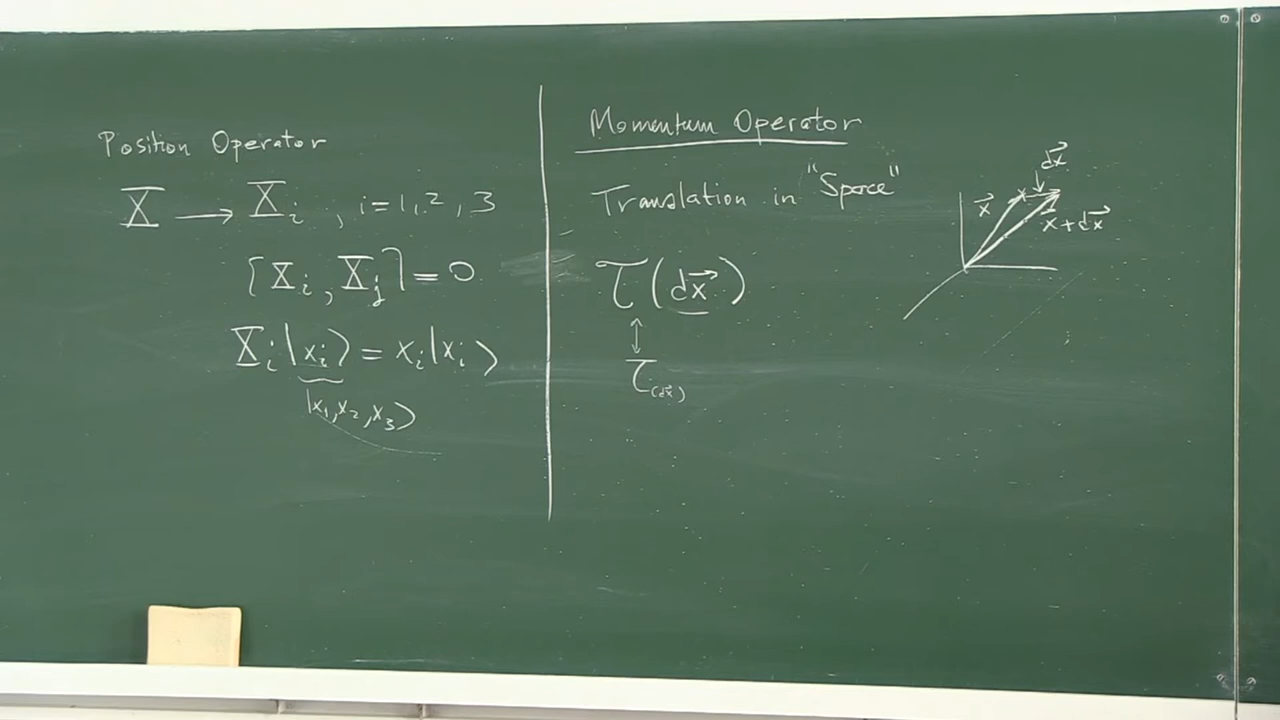 Position Operator
X → X_i , i = 1, 2, 3
[X_i, X_j] = 0
X_i |x_i⟩ = x_i |x_i⟩
|x_1, x_2, x_3⟩
Momentum Operator
Translation in "Space"
τ(dx⃗)
↕
τ_(dx⃗)
dx⃗
↓
x⃗
x⃗ + dx⃗